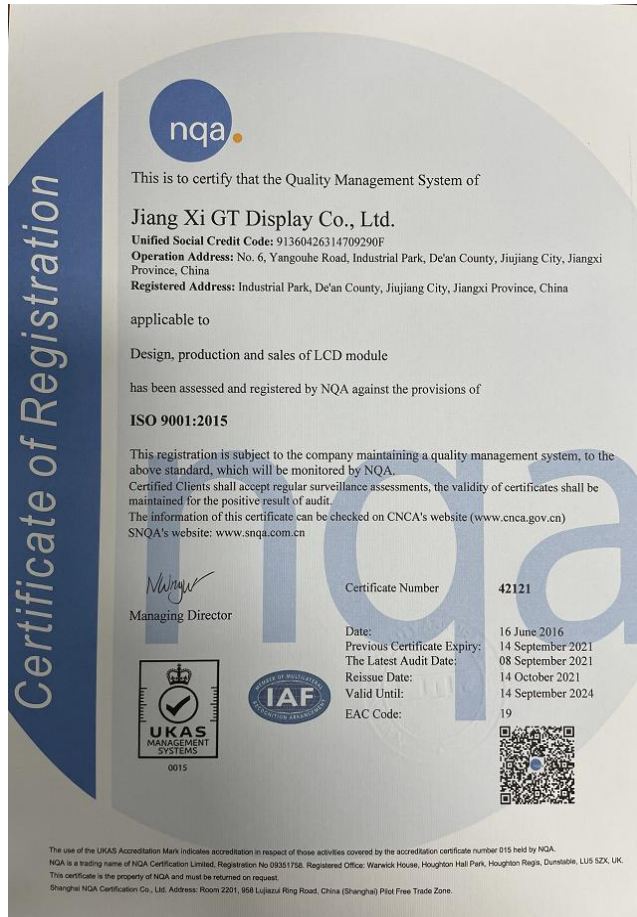 Certificate of Registration
nqa.
This is to certify that the Quality Management System of
Jiang Xi GT Display Co., Ltd.
Unified Social Credit Code: 91360426314709290F
Operation Address: No. 6, Yangouhe Road, Industrial Park, De'an County, Jiujiang City, Jiangxi
Province, China
Registered Address: Industrial Park, De'an County, Jiujiang City, Jiangxi Province, China
applicable to
Design, production and sales of LCD module
has been assessed and registered by NQA against the provisions of
ISO 9001:2015
This registration is subject to the company maintaining a quality management system, to the
above standard, which will be monitored by NQA.
Certified Clients shall accept regular surveillance assessments, the validity of certificates shall be
maintained for the positive result of audit.
The information of this certificate can be checked on CNCA's website (www.cnca.gov.cn)
SNQA's website: www.snqa.com.cn
nqa
Managing Director
Certificate Number 42121
Date: 16 June 2016
Previous Certificate Expiry: 14 September 2021
The Latest Audit Date: 08 September 2021
Reissue Date: 14 October 2021
Valid Until: 14 September 2024
EAC Code: 19
UKAS
MANAGEMENT
SYSTEMS
0015
MEMBER OF MULTILATERAL
IAF
RECOGNITION ARRANGEMENT
The use of the UKAS Accreditation Mark indicates accreditation in respect of those activities covered by the accreditation certificate number 015 held by NQA.
NQA is a trading name of NQA Certification Limited, Registration No 09351758. Registered Office: Warwick House, Houghton Hall Park, Houghton Regis, Dunstable, LU5 5ZX, UK.
This certificate is the property of NQA and must be returned on request.
Shanghai NQA Certification Co., Ltd. Address: Room 2201, 958 Lujiazui Ring Road, China (Shanghai) Pilot Free Trade Zone.